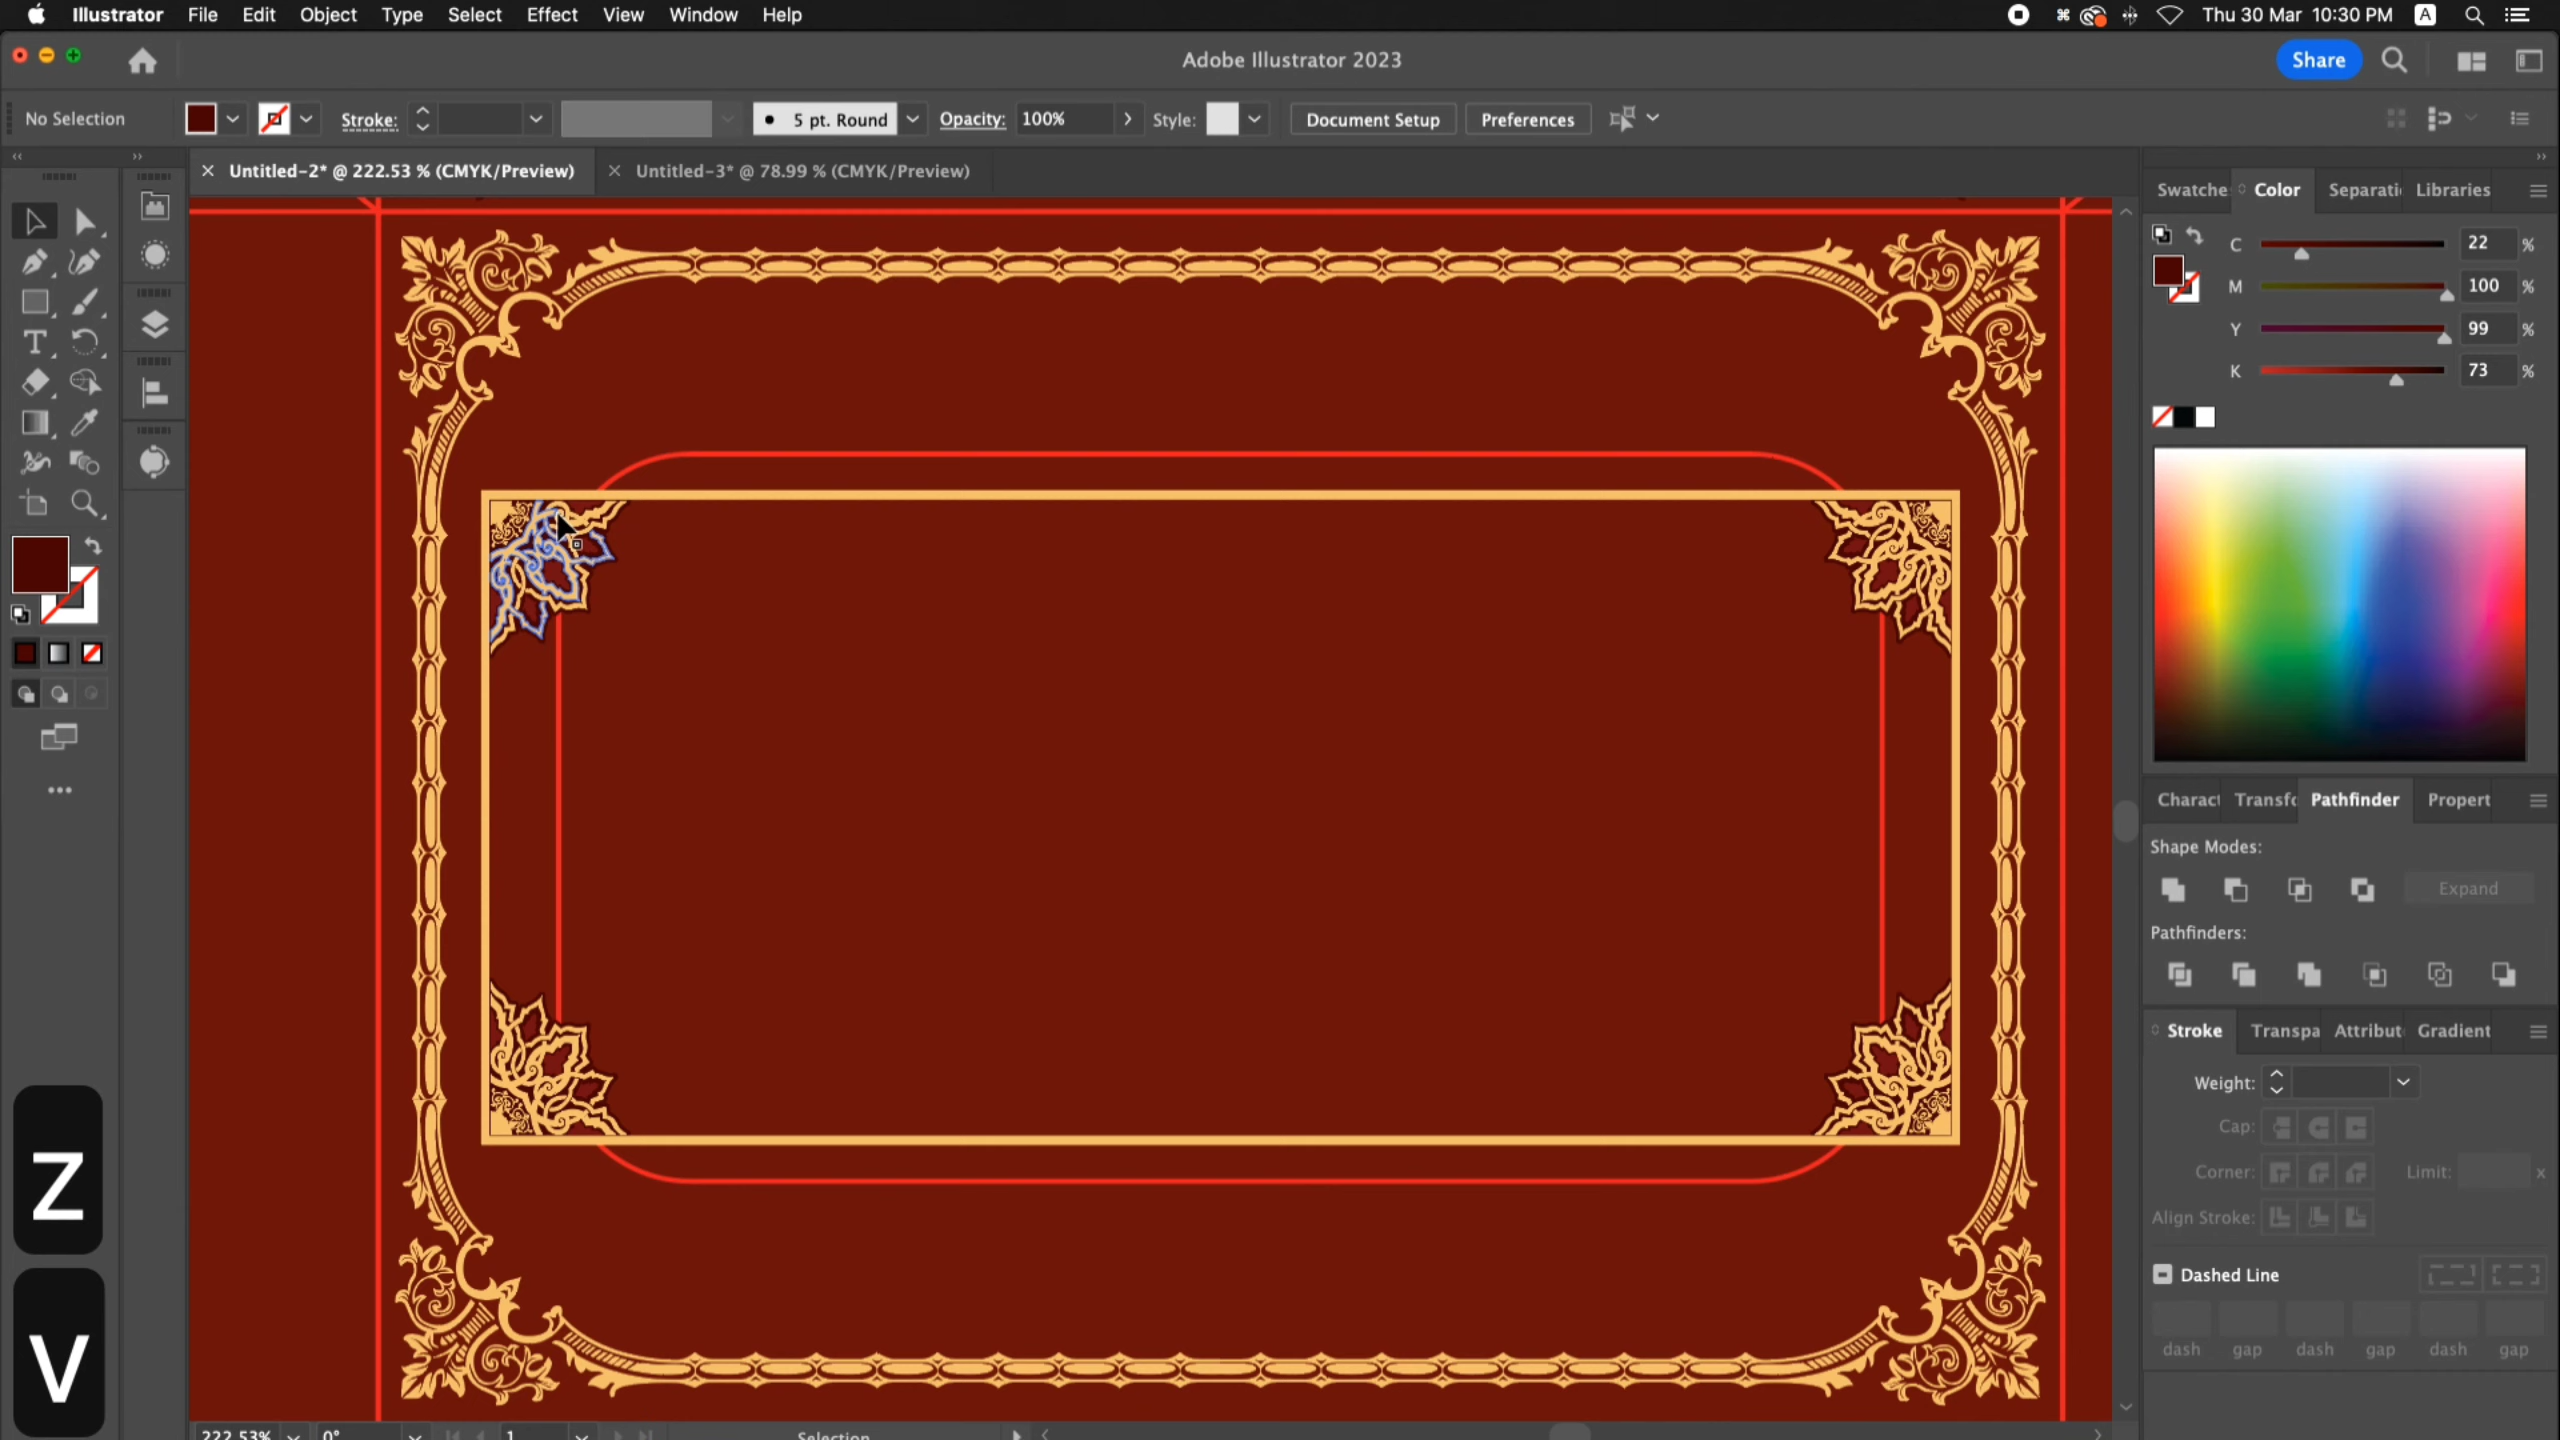 Illustrator File Edit Object Type Select Effect View Window Help
Thu 30 Mar 10:30 PM A
Adobe Illustrator 2023
Share
No Selection
Stroke:
5 pt. Round
Opacity: 100%
Style:
Document Setup
Preferences
Untitled-2* @ 222.53 % (CMYK/Preview)
Untitled-3* @ 78.99 % (CMYK/Preview)
Swatche Color Separati Libraries
C 22 %
M 100 %
Y 99 %
K 73 %
Charact Transfo Pathfinder Propert
Shape Modes:
Expand
Pathfinders:
Stroke Transpa Attribut Gradient
Weight:
Cap:
Corner: Limit: x
Align Stroke:
Dashed Line
dash gap dash gap dash gap
Z
V
222.53% 0° 1 Selection